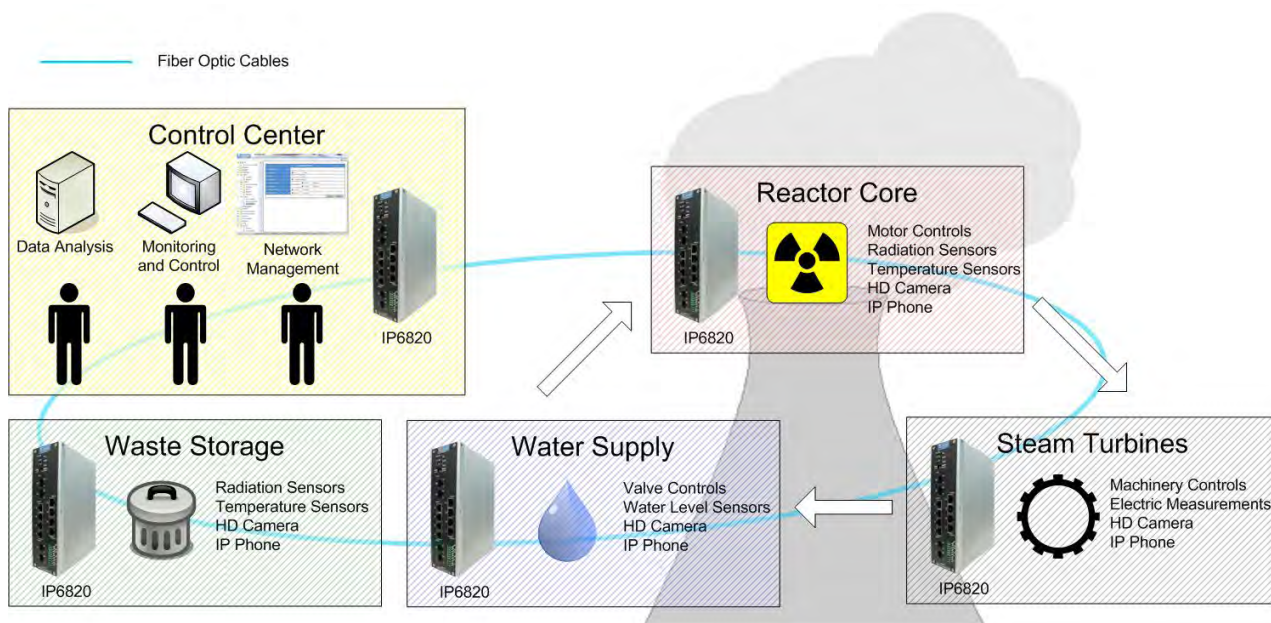 Fiber Optic Cables
Control Center
Data Analysis
Monitoring
and Control
Network
Management
IP6820
Reactor Core
Motor Controls
Radiation Sensors
Temperature Sensors
HD Camera
IP Phone
IP6820
Waste Storage
Radiation Sensors
Temperature Sensors
HD Camera
IP Phone
IP6820
Water Supply
Valve Controls
Water Level Sensors
HD Camera
IP Phone
IP6820
Steam Turbines
Machinery Controls
Electric Measurements
HD Camera
IP Phone
IP6820